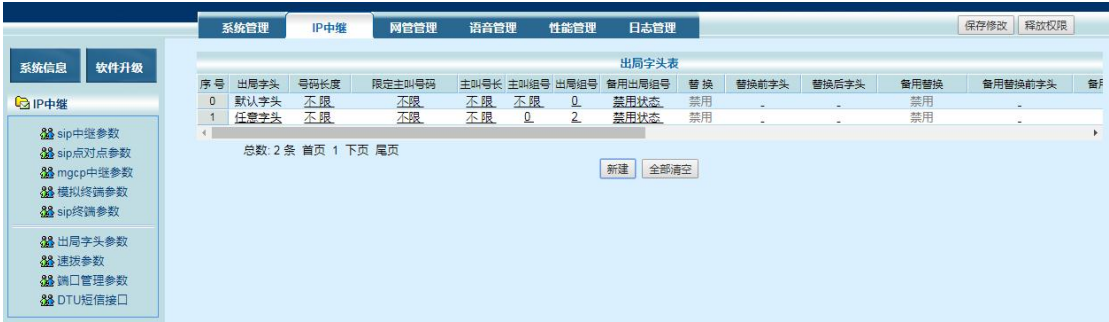 系统管理 IP中继 网管管理 语音管理 性能管理 日志管理 保存修改 释放权限
系统信息 软件升级
IP中继
sip中继参数
sip点对点参数
mgcp中继参数
模拟终端参数
sip终端参数
出局字头参数
速拨参数
端口管理参数
DTU短信接口
出局字头表
序号 出局字头 号码长度 限定主叫号码 主叫号长 主叫组号 出局组号 备用出局组号 替换 替换前字头 替换后字头 备用替换 备用替换前字头 备用
0 默认字头 不限 不限 不限 不限 0 禁用状态 禁用 - - 禁用 -
1 任意字头 不限 不限 不限 0 2 禁用状态 禁用 - - 禁用 -
总数: 2 条 首页 1 下页 尾页
新建 全部清空